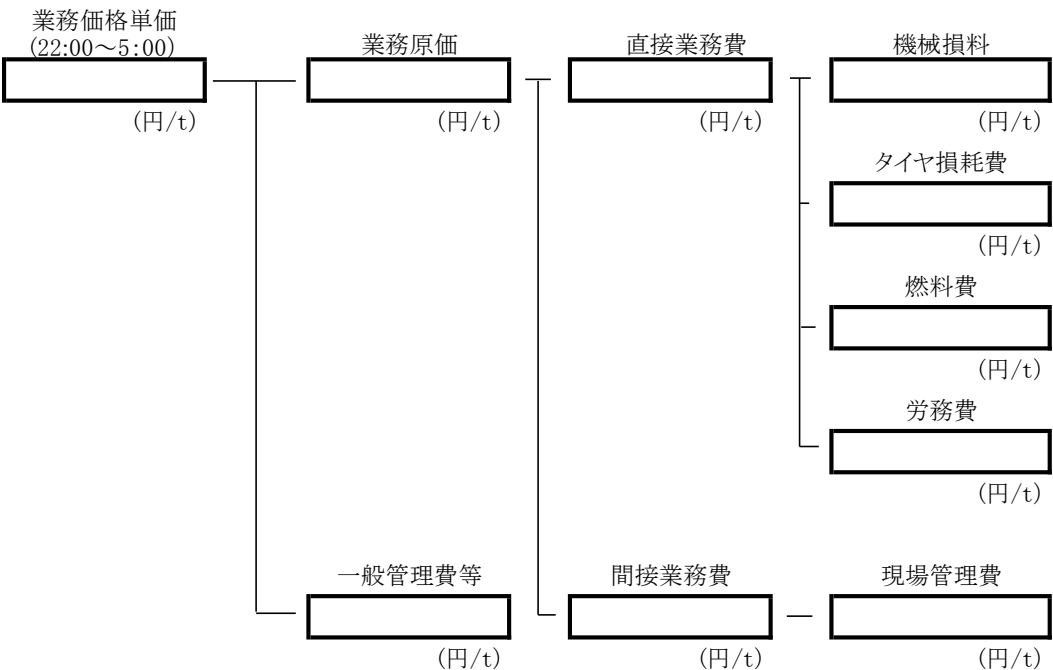 業務価格単価
(22:00～5:00)
業務原価
直接業務費
機械損料
(円/t)
(円/t)
(円/t)
(円/t)
タイヤ損耗費
(円/t)
燃料費
(円/t)
労務費
(円/t)
一般管理費等
間接業務費
現場管理費
(円/t)
(円/t)
(円/t)